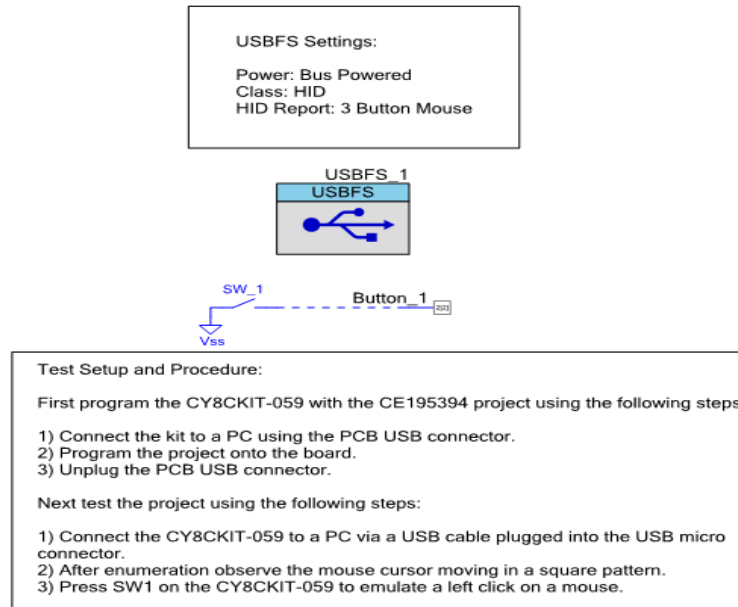 USBFS Settings:
Power: Bus Powered
Class: HID
HID Report: 3 Button Mouse
USBFS_1
USBFS
SW_1
Button_1
2[2]
Vss
Test Setup and Procedure:
First program the CY8CKIT-059 with the CE195394 project using the following steps
1) Connect the kit to a PC using the PCB USB connector.
2) Program the project onto the board.
3) Unplug the PCB USB connector.
Next test the project using the following steps:
1) Connect the CY8CKIT-059 to a PC via a USB cable plugged into the USB micro
connector.
2) After enumeration observe the mouse cursor moving in a square pattern.
3) Press SW1 on the CY8CKIT-059 to emulate a left click on a mouse.